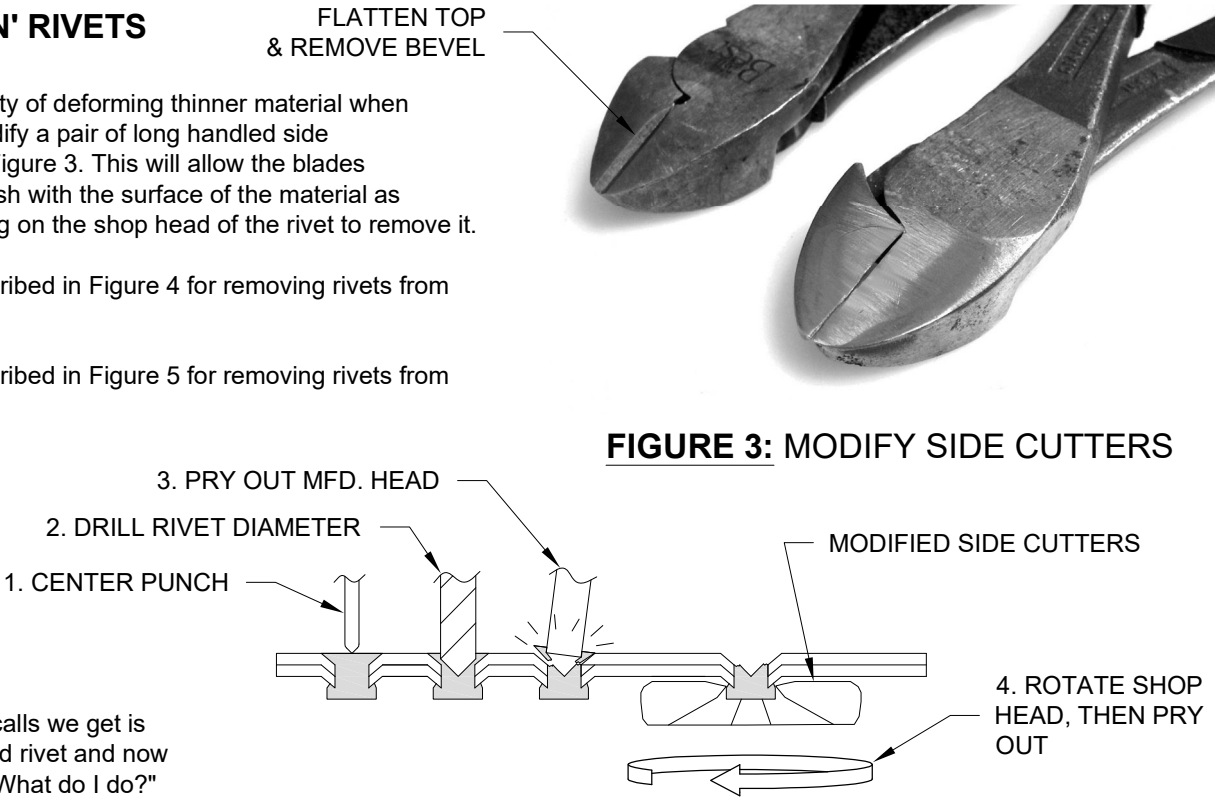 N' RIVETS
FLATTEN TOP
& REMOVE BEVEL
ty of deforming thinner material when
dify a pair of long handled side
igure 3. This will allow the blades
sh with the surface of the material as
g on the shop head of the rivet to remove it.
ribed in Figure 4 for removing rivets from
ribed in Figure 5 for removing rivets from
FIGURE 3: MODIFY SIDE CUTTERS
3. PRY OUT MFD. HEAD
2. DRILL RIVET DIAMETER
1. CENTER PUNCH
MODIFIED SIDE CUTTERS
4. ROTATE SHOP
HEAD, THEN PRY
OUT
calls we get is
d rivet and now
What do I do?"